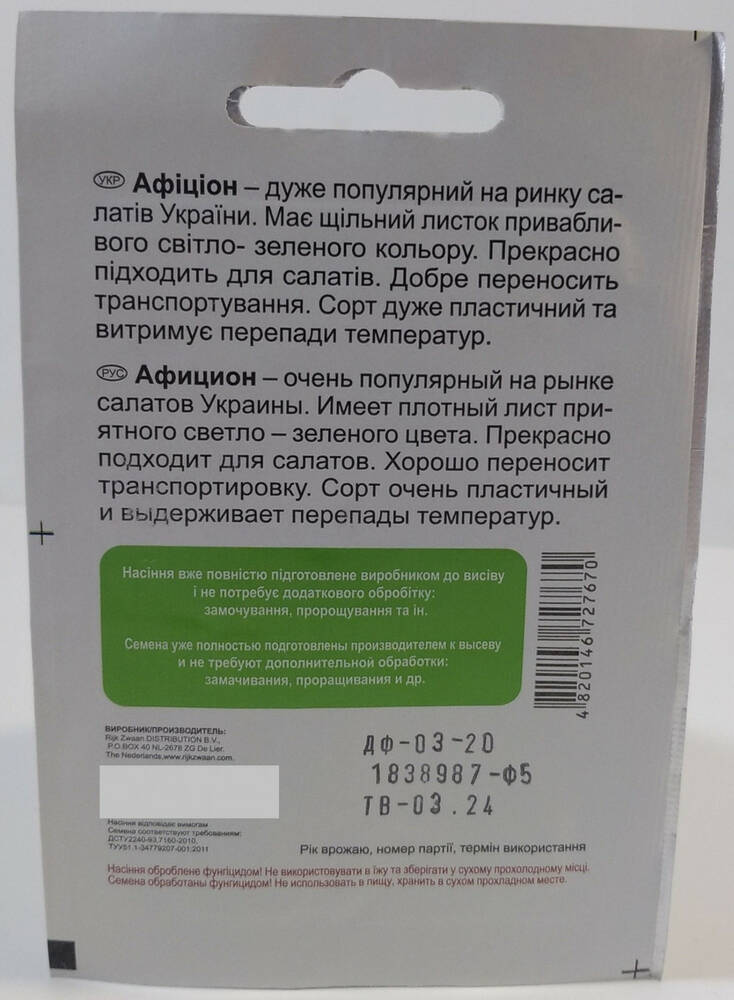 УКР Афіціон – дуже популярний на ринку са-
латів України. Має щільний листок привабли-
вого світло- зеленого кольору. Прекрасно
підходить для салатів. Добре переносить
транспортування. Сорт дуже пластичний та
витримує перепади температур.
РУС Афицион – очень популярный на рынке
салатов Украины. Имеет плотный лист при-
ятного светло – зеленого цвета. Прекрасно
подходит для салатов. Хорошо переносит
транспортировку. Сорт очень пластичный
и выдерживает перепады температур.
Насіння вже повністю підготовлене виробником до висіву
і не потребує додаткового обробітку:
замочування, пророщування та ін.
Семена уже полностью подготовлены производителем к высеву
и не требуют дополнительной обработки:
замачивания, проращивания и др.
4 820146 727670
ВИРОБНИК/ПРОИЗВОДИТЕЛЬ:
Rijk Zwaan DISTRIBUTION B.V.,
P.O.BOX 40 NL-2678 ZG De Lier.
The Nederlands,www.rijkzwaan.com.
Насіння відповідає вимогам
Семена соответствуют требованиям:
ДСТУ2240-93,7160-2010,
ТУУ51.1-34779207-001:2011
ДФ-03-20
1838987-Ф5
ТВ-03.24
Рік врожаю, номер партії, термін використання
Насіння оброблене фунгіцидом! Не використовувати в їжу та зберігати у сухому прохолодному місці.
Семена обработаны фунгицидом! Не использовать в пищу, хранить в сухом прохладном месте.